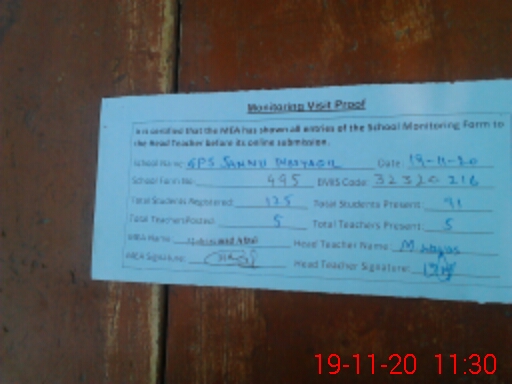 Monitoring Visit Proof
It is certified that the MEA has shown all entries of the School Monitoring Form to
the Head Teacher before its online submission.
School Name: GPS SANNU Date: 19-11-20
School Form No: 495 EMIS Code: 32320216
Total Students Registered: 125 Total Students Present: 91
Total Teachers Posted: 5 Total Teachers Present: 5
MEA Name: Head Teacher Name: M
MEA Signature: Head Teacher Signature:
19-11-20 11:30